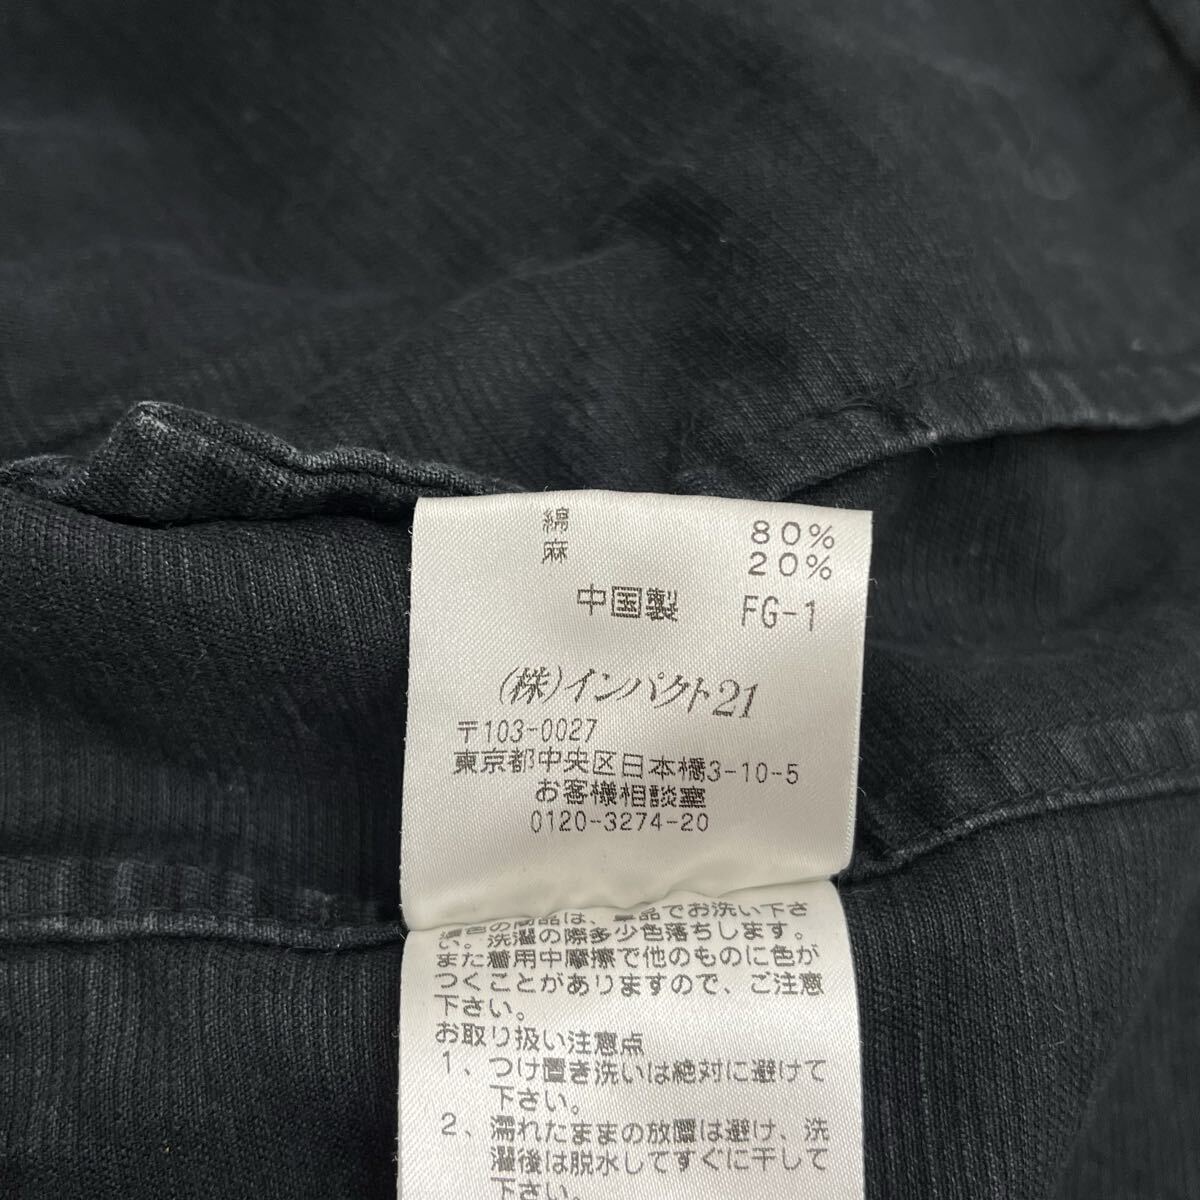 綿 80%
麻 20%
中国製 FG-1
(株)インパクト21
〒103-0027
東京都中央区日本橋3-10-5
お客様相談室
0120-3274-20
濃色の商品は、単品でお洗い下さ
い。洗濯の際多少色落ちします。
また着用中摩擦で他のものに色が
つくことがありますので、ご注意
下さい。
お取り扱い注意点
1、つけ置き洗いは絶対に避けて
下さい。
2、濡れたままの放置は避け、洗
濯後は脱水してすぐに干して
下さい。